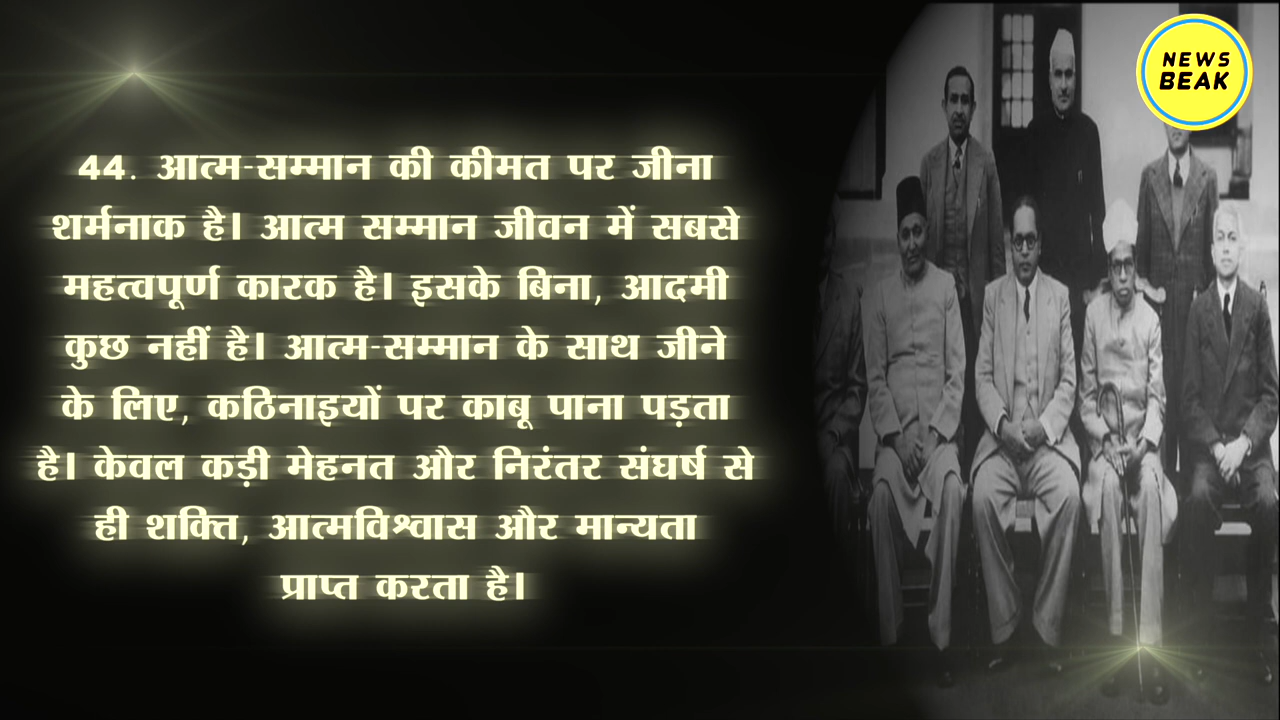 NEWS
BEAK
44. आत्म-सम्मान की कीमत पर जीना
शर्मनाक है। आत्म सम्मान जीवन में सबसे
महत्वपूर्ण कारक है। इसके बिना, आदमी
कुछ नहीं है। आत्म-सम्मान के साथ जीने
के लिए, कठिनाइयों पर काबू पाना पड़ता
है। केवल कड़ी मेहनत और निरंतर संघर्ष से
ही शक्ति, आत्मविश्वास और मान्यता
प्राप्त करता है।